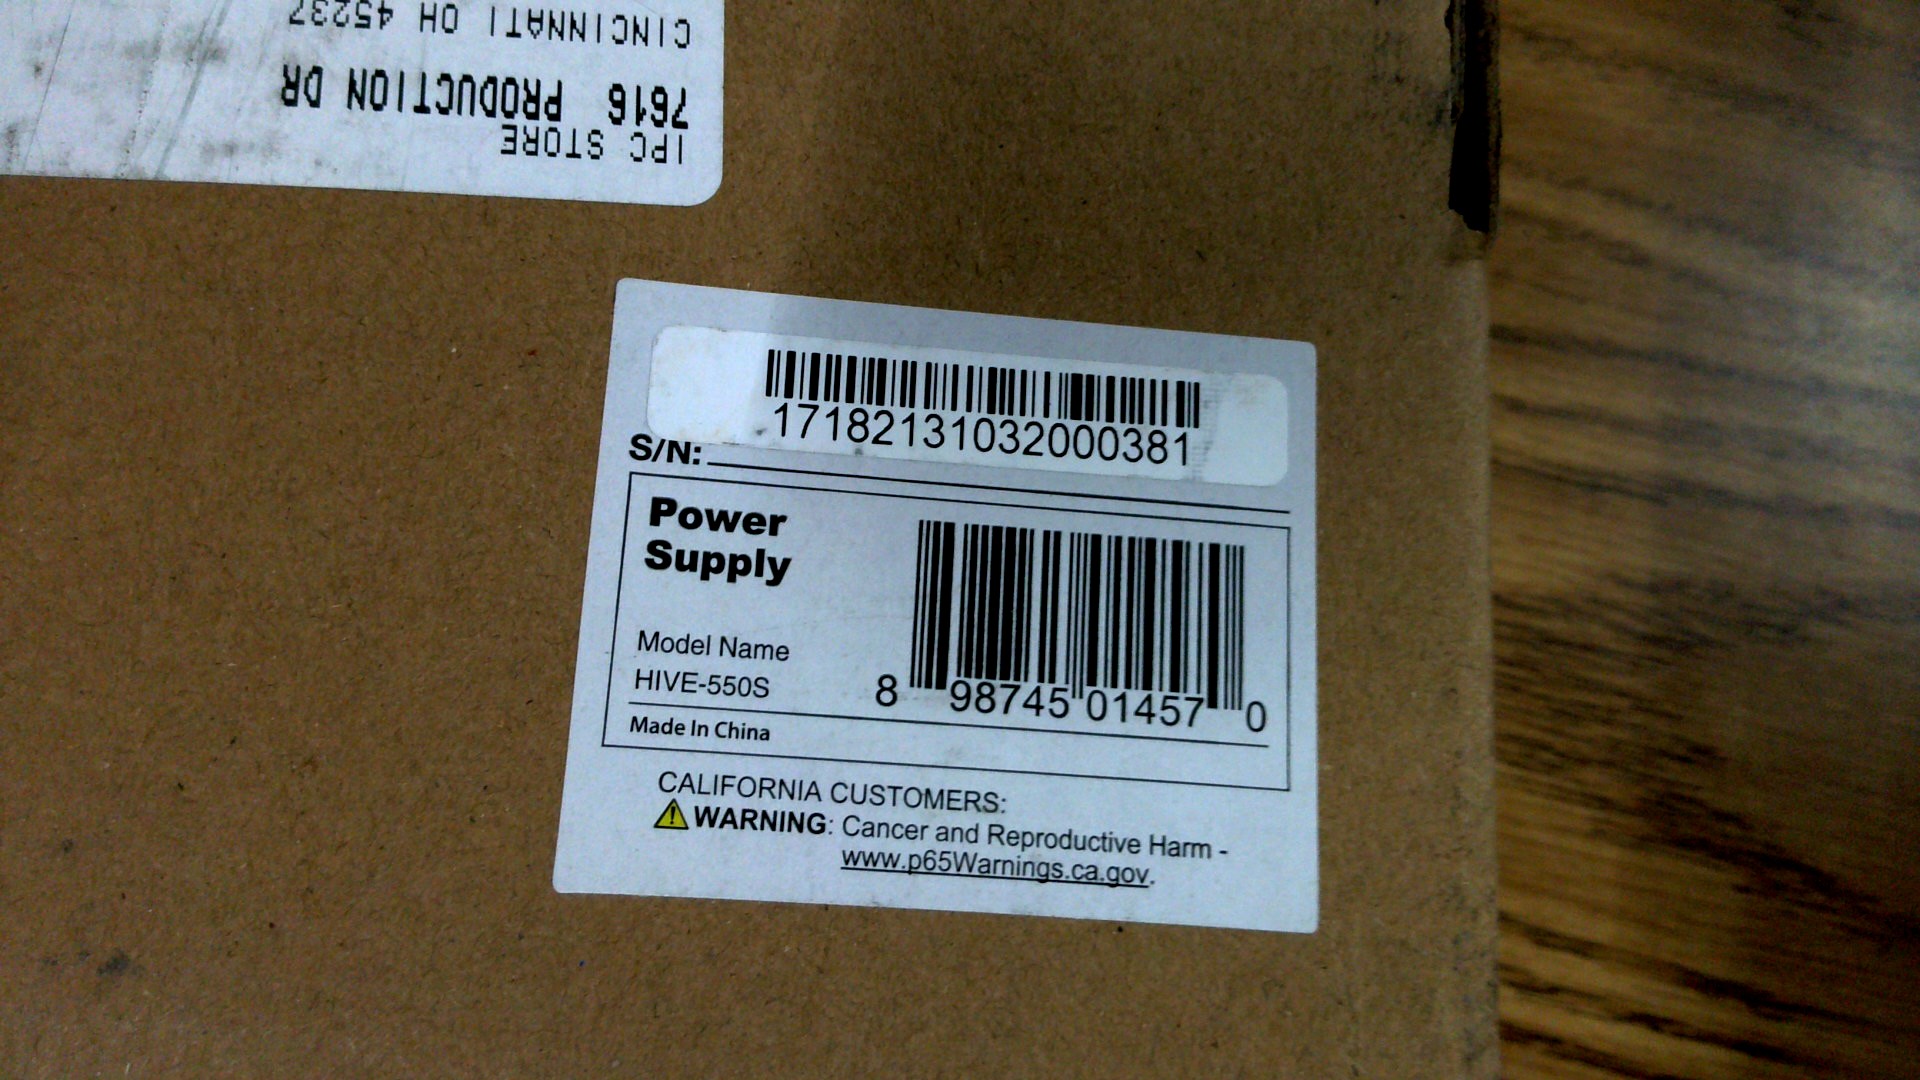 IPC STORE
7616 PRODUCTION DR
CINCINNATI OH 45237
17182131032000381
S/N:
Power
Supply
Model Name
HIVE-550S
8 98745 01457 0
Made In China
CALIFORNIA CUSTOMERS:
WARNING: Cancer and Reproductive Harm -
www.p65Warnings.ca.gov.